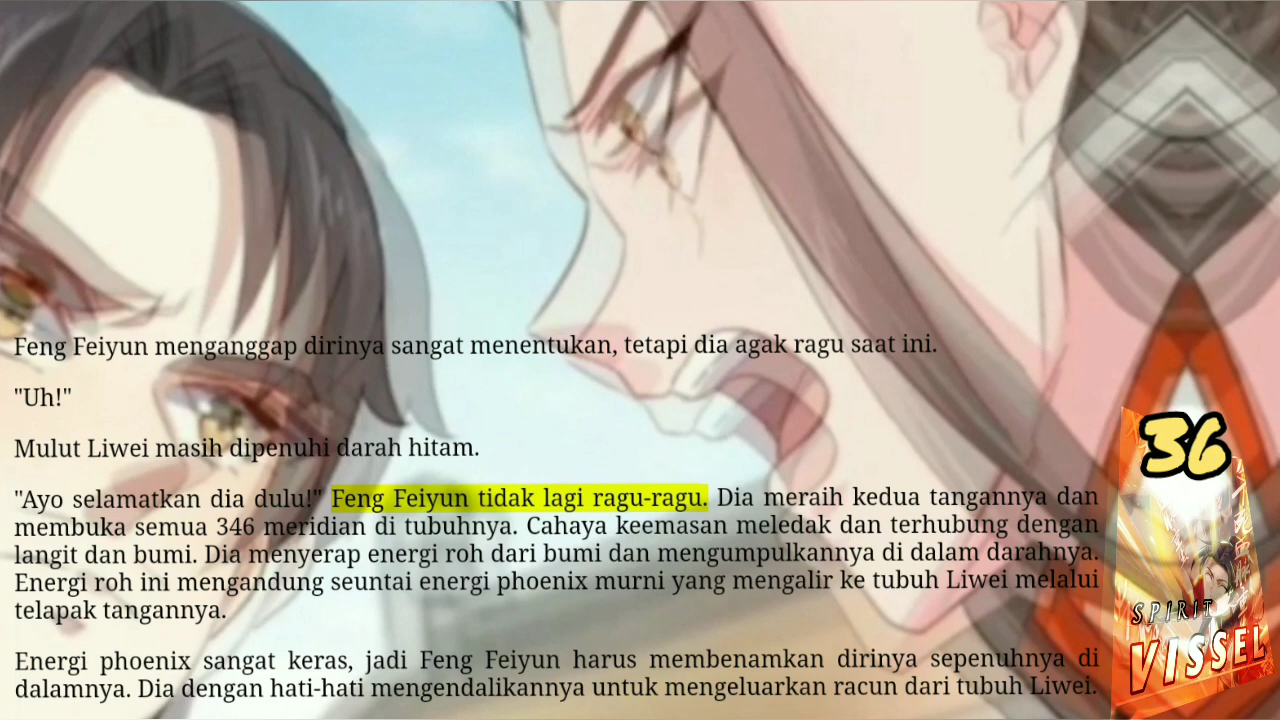 Feng Feiyun menganggap dirinya sangat menentukan, tetapi dia agak ragu saat ini.
"Uh!"
Mulut Liwei masih dipenuhi darah hitam.
"Ayo selamatkan dia dulu!" Feng Feiyun tidak lagi ragu-ragu. Dia meraih kedua tangannya dan
membuka semua 346 meridian di tubuhnya. Cahaya keemasan meledak dan terhubung dengan
langit dan bumi. Dia menyerap energi roh dari bumi dan mengumpulkannya di dalam darahnya.
Energi roh ini mengandung seuntai energi phoenix murni yang mengalir ke tubuh Liwei melalui
telapak tangannya.
Energi phoenix sangat keras, jadi Feng Feiyun harus membenamkan dirinya sepenuhnya di
dalamnya. Dia dengan hati-hati mengendalikannya untuk mengeluarkan racun dari tubuh Liwei.
36
SPIRIT
VISSEL